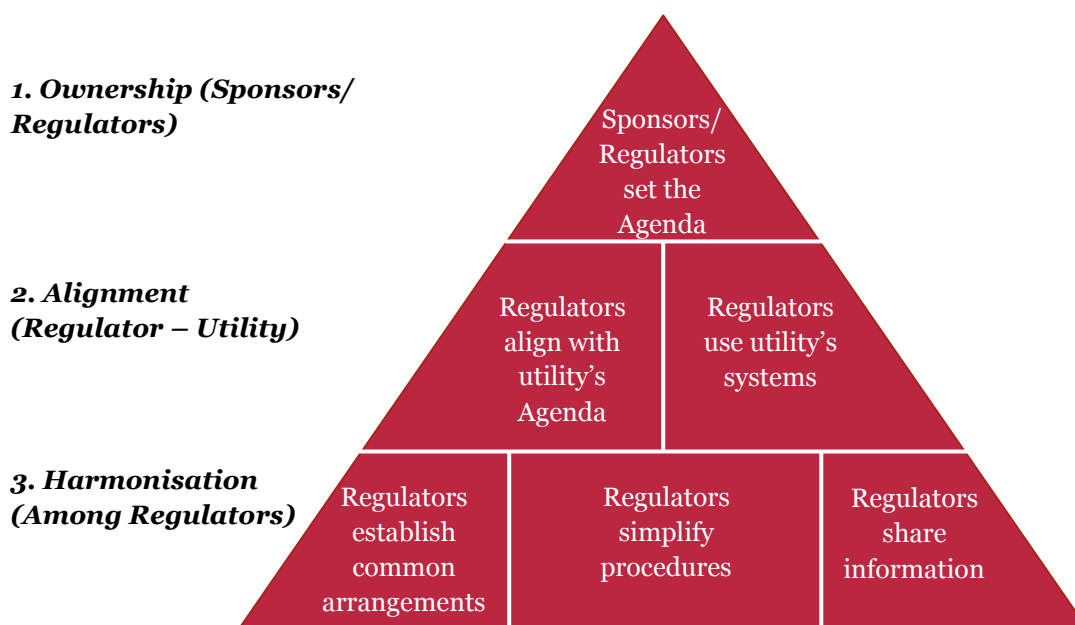 1. Ownership (Sponsors/
Regulators)
Sponsors/
Regulators
set the
Agenda
2. Alignment
(Regulator – Utility)
Regulators
align with
utility’s
Agenda
Regulators
use utility’s
systems
3. Harmonisation
(Among Regulators)
Regulators
establish
common
arrangements
Regulators
simplify
procedures
Regulators
share
information